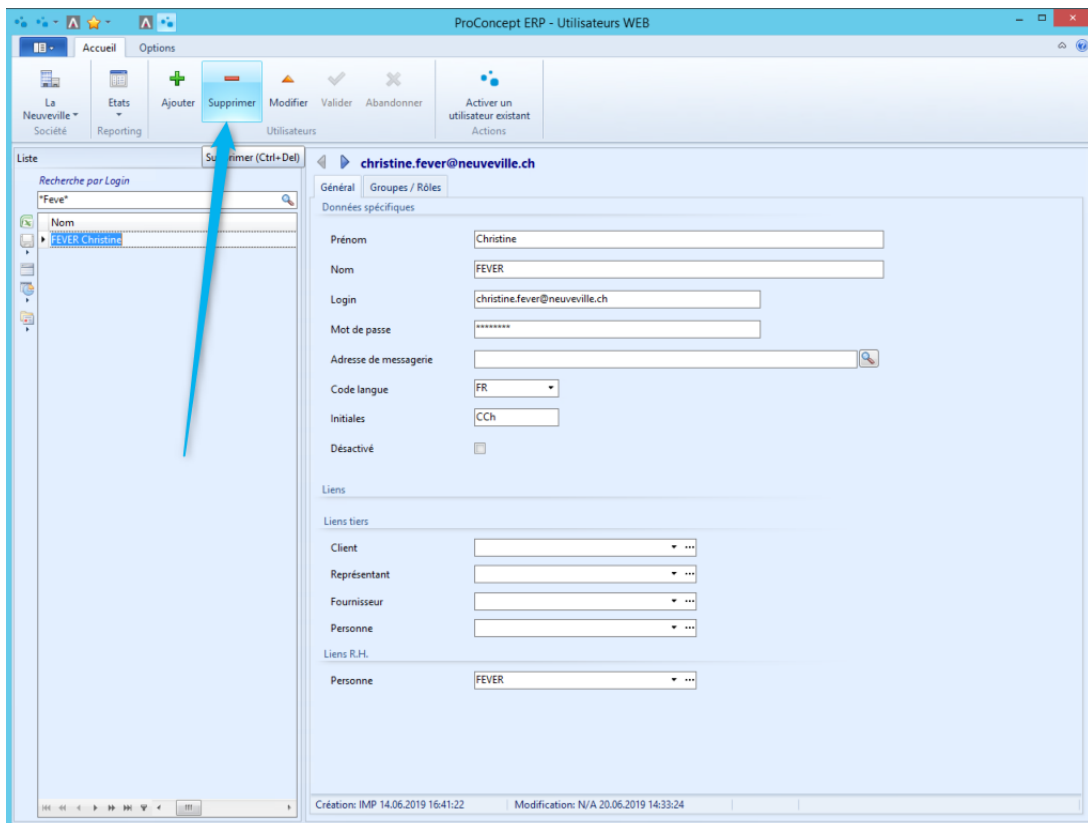 ProConcept ERP - Utilisateurs WEB
Accueil Options
La Neuveville
Etats
Ajouter
Supprimer
Modifier
Valider
Abandonner
Activer un utilisateur existant
Société
Reporting
Utilisateurs
Actions
Liste
Supprimer (Ctrl+Del)
christine.fever@neuveville.ch
Recherche par Login
Général Groupes / Rôles
*Feve*
Données spécifiques
Nom
FEVER Christine
Prénom Christine
Nom FEVER
Login christine.fever@neuveville.ch
Mot de passe ********
Adresse de messagerie
Code langue FR
Initiales CCh
Désactivé
Liens
Liens tiers
Client
Représentant
Fournisseur
Personne
Liens R.H.
Personne FEVER
Création: IMP 14.06.2019 16:41:22 Modification: N/A 20.06.2019 14:33:24